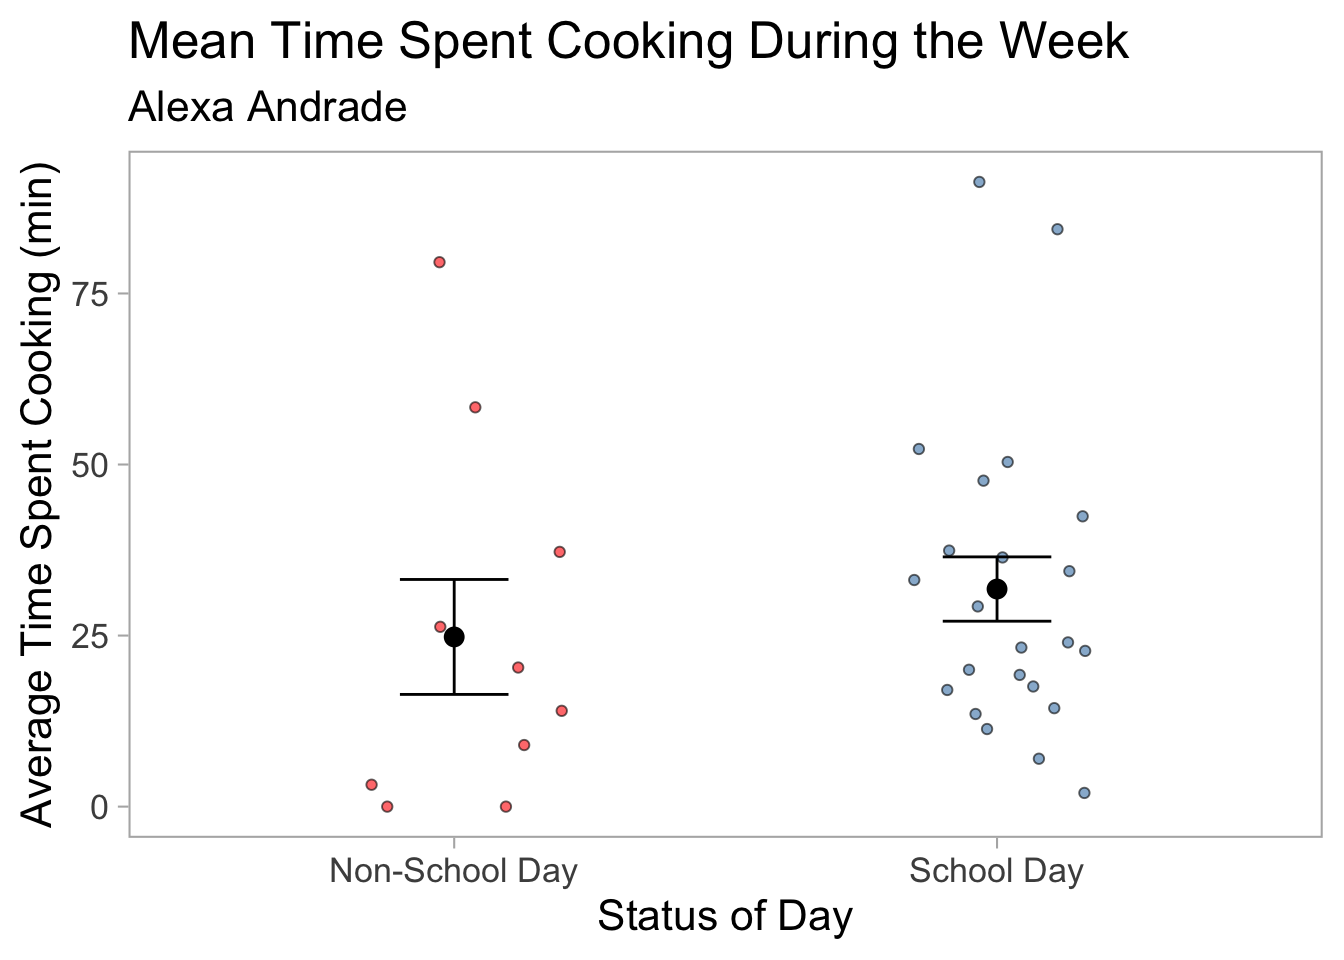 Mean Time Spent Cooking During the Week
Alexa Andrade
Average Time Spent Cooking (min)
75
50
25
0
Non-School Day
School Day
Status of Day